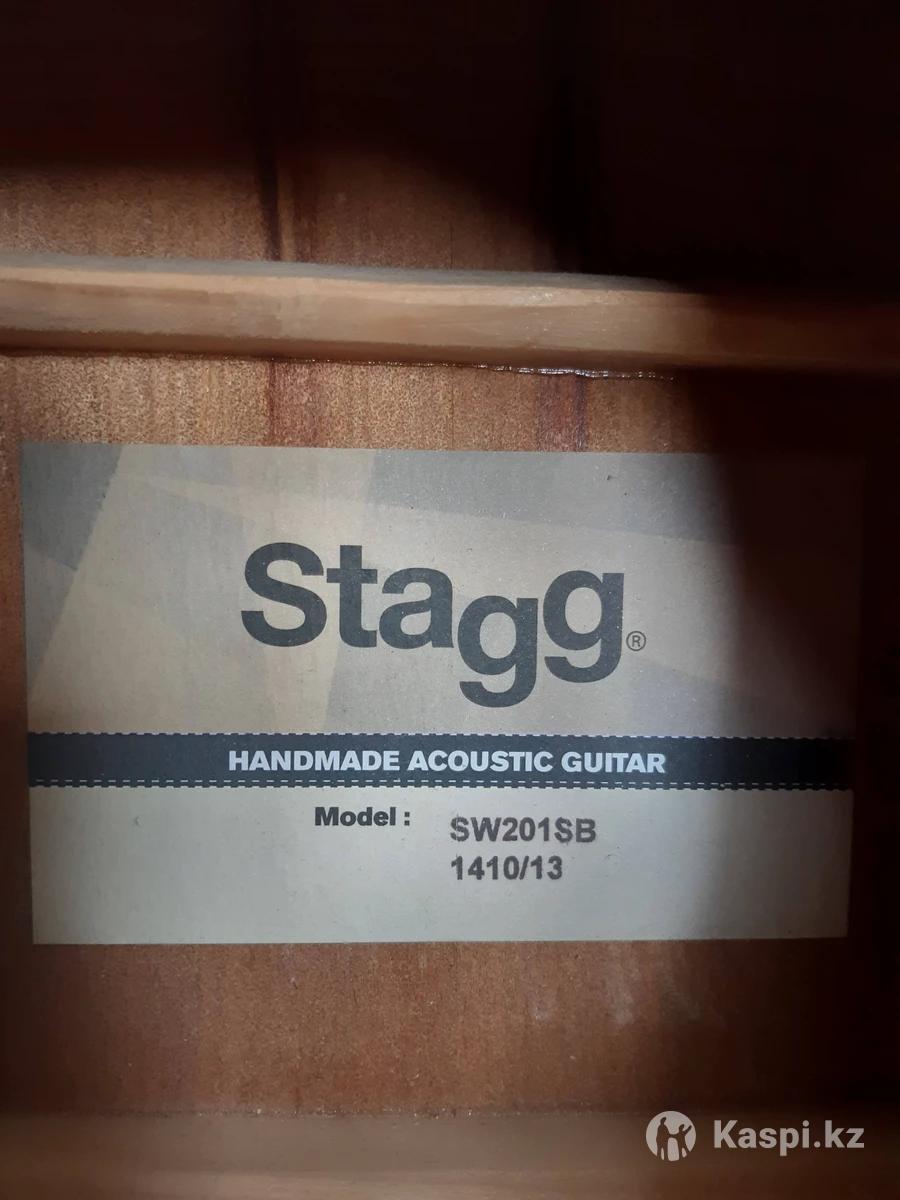 Stagg®
HANDMADE ACOUSTIC GUITAR
Model : SW201SB
1410/13
Kaspi.kz